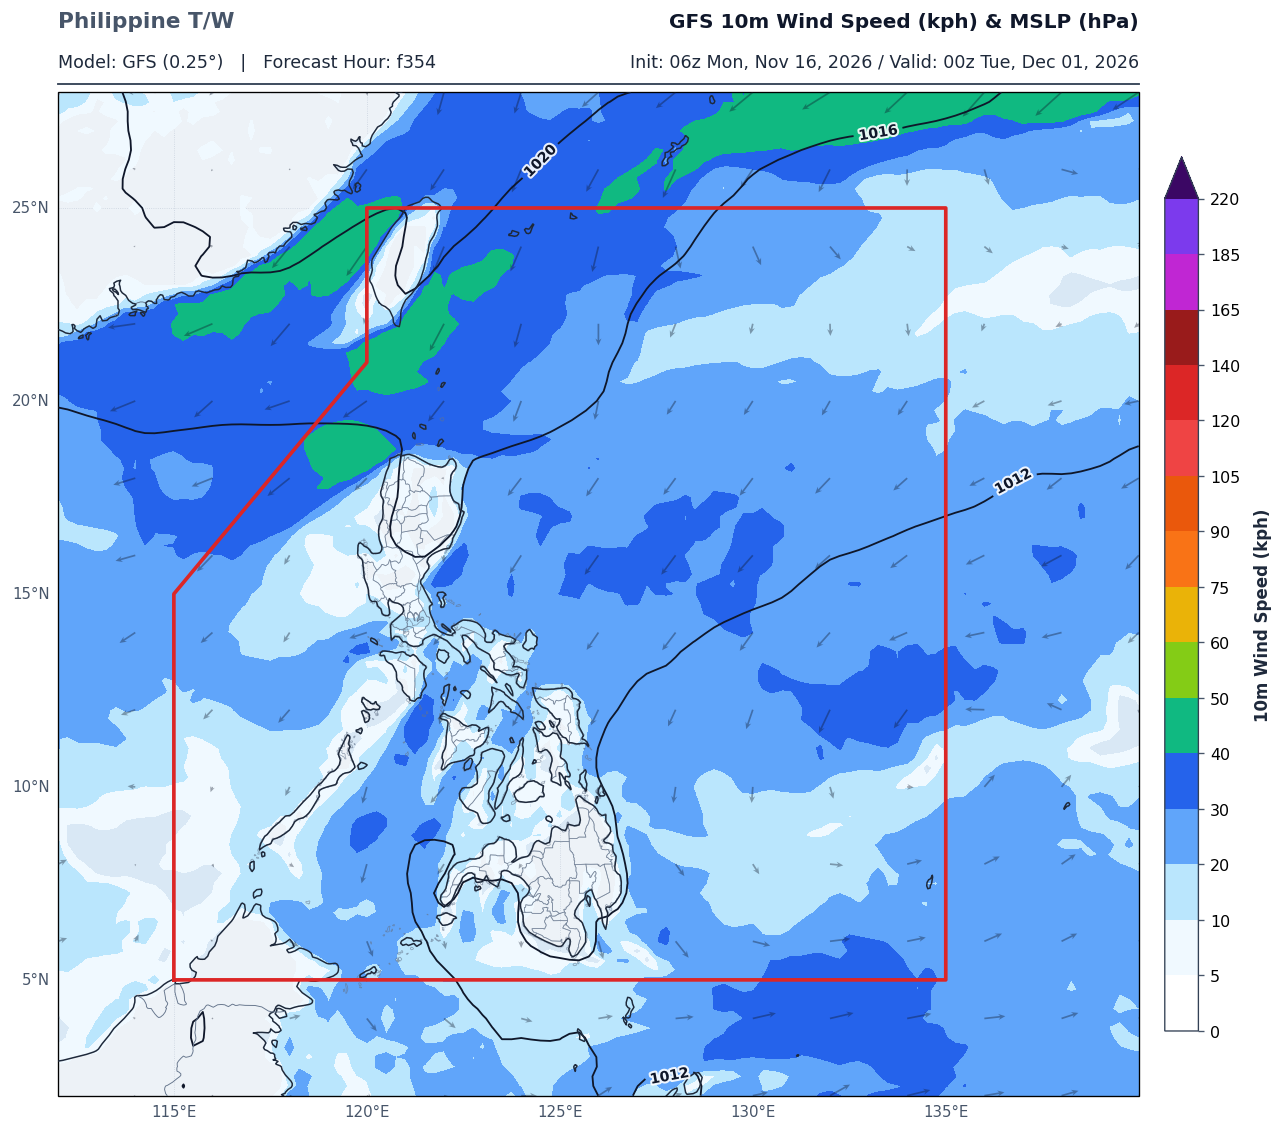 Philippine T/W
GFS 10m Wind Speed (kph) & MSLP (hPa)
Model: GFS (0.25°)   |   Forecast Hour: f354
Init: 06z Mon, Nov 16, 2026 / Valid: 00z Tue, Dec 01, 2026
1020
1016
1012
1012
25°N
20°N
15°N
10°N
5°N
115°E
120°E
125°E
130°E
135°E
220
185
165
140
120
105
90
75
60
50
40
30
20
10
5
0
10m Wind Speed (kph)